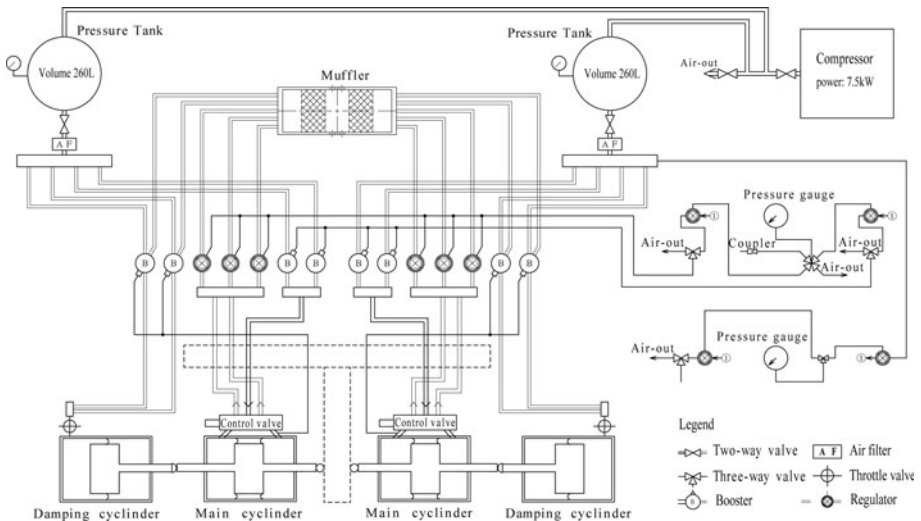 Pressure Tank
Volume 260L
A F
Muffler
Pressure Tank
Volume 260L
A F
Air-out
Compressor
power: 7.5kW
Pressure gauge
Air-out
Coupler
Air-out
Air-out
B
B
B
B
B
B
B
B
Pressure gauge
Air-out
Control valve
Control valve
Damping cyclinder
Main cyclinder
Main cyclinder
Damping cyclinder
Legend
Two-way valve
A F Air filter
Three-way valve
Throttle valve
B Booster
Regulator